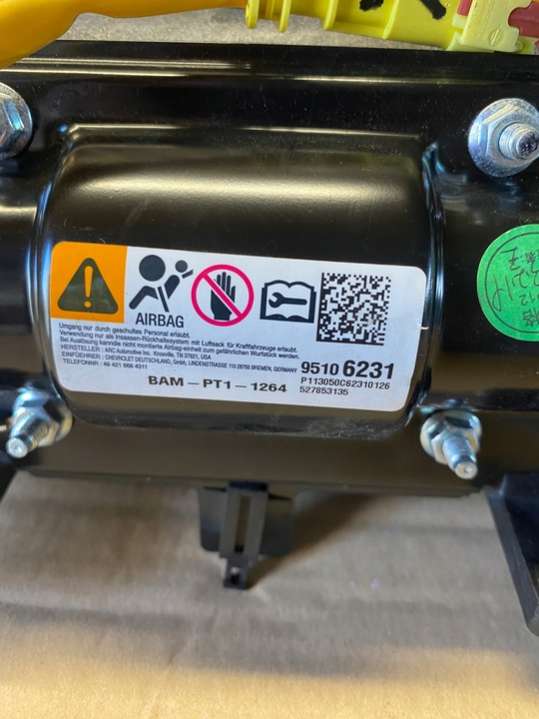 AIRBAG
Umgang nur durch geschultes Personal erlaubt.
Verwendung nur als Insassen-Rückhaltesystem mit Luftsack für Kraftfahrzeuge erlaubt.
Bei Auslösung kann die nicht montierte Airbag-einheit zum gefährlichen Wurfstück werden.
HERSTELLER : ARC Automotive Inc. Knoxville, TN 37921, USA
EINFÜEHRER : CHEVROLET DEUTSCHLAND, GmbH, LINDENSTRASSE 110 28755 BREMEN, GERMANY
TELEFONNR : 49 421 666 4311
BAM - PT1 - 1264
9510 6231
P113050C62310126
527853135